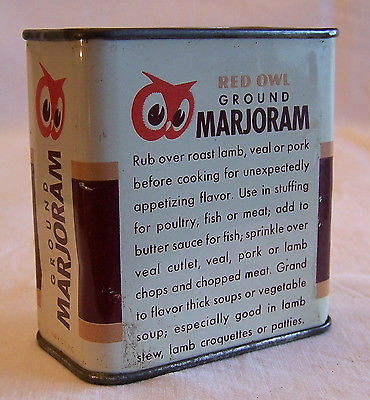 RED OWL
GROUND
MARJORAM
Rub over roast lamb, veal or pork
before cooking for unexpectedly
appetizing flavor. Use in stuffing
for poultry, fish or meat; add to
butter sauce for fish; sprinkle over
veal cutlet, veal, pork or lamb
chops and chopped meat. Grand
to flavor thick soups or vegetable
soup; especially good in lamb
stew, lamb croquettes or patties.
GROUND
MARJORAM